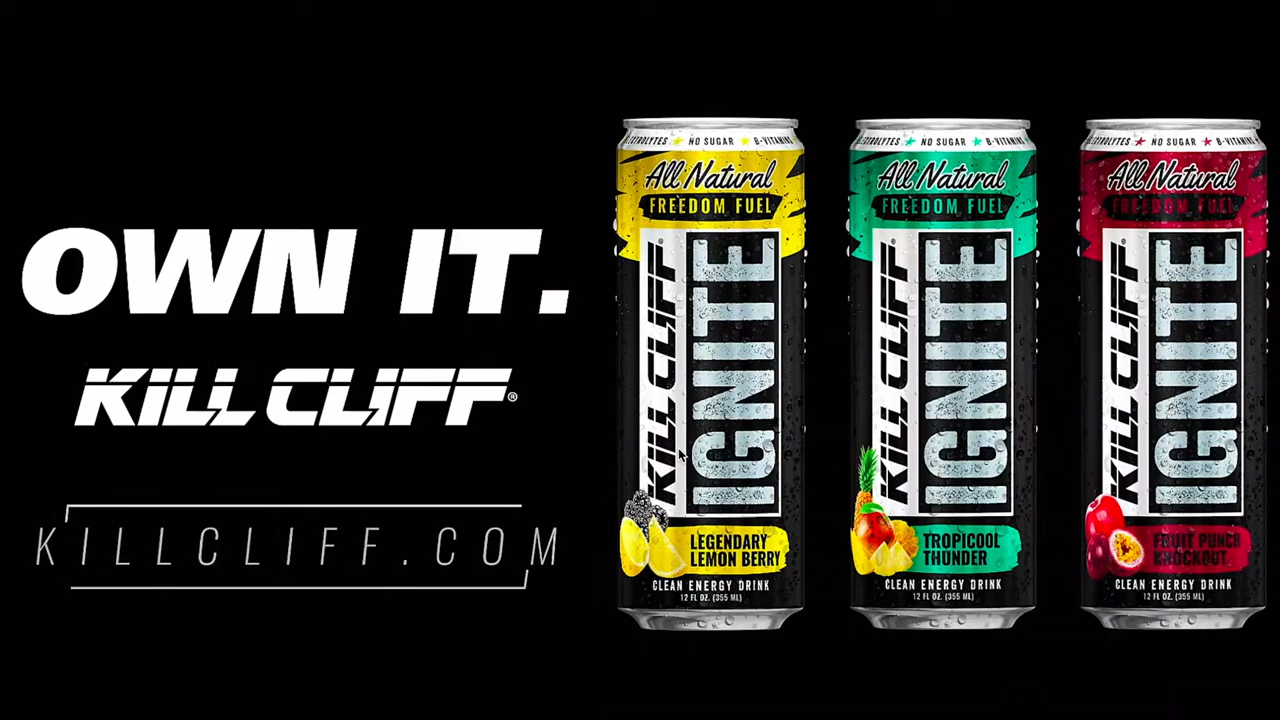 OWN IT.
KILL CLIFF®
KILLCLIFF.COM
ELECTROLYTES ★ NO SUGAR ★ B-VITAMINS
All Natural
FREEDOM FUEL
KILL CLIFF®
IGNITE
LEGENDARY
LEMON BERRY
CLEAN ENERGY DRINK
12 FL OZ. (355 ML)
ELECTROLYTES ★ NO SUGAR ★ B-VITAMINS
All Natural
FREEDOM FUEL
KILL CLIFF®
IGNITE
TROPICOOL
THUNDER
CLEAN ENERGY DRINK
12 FL OZ. (355 ML)
ELECTROLYTES ★ NO SUGAR ★ B-VITAMINS
All Natural
FREEDOM FUEL
KILL CLIFF®
IGNITE
FRUIT PUNCH
KNOCKOUT
CLEAN ENERGY DRINK
12 FL OZ. (355 ML)